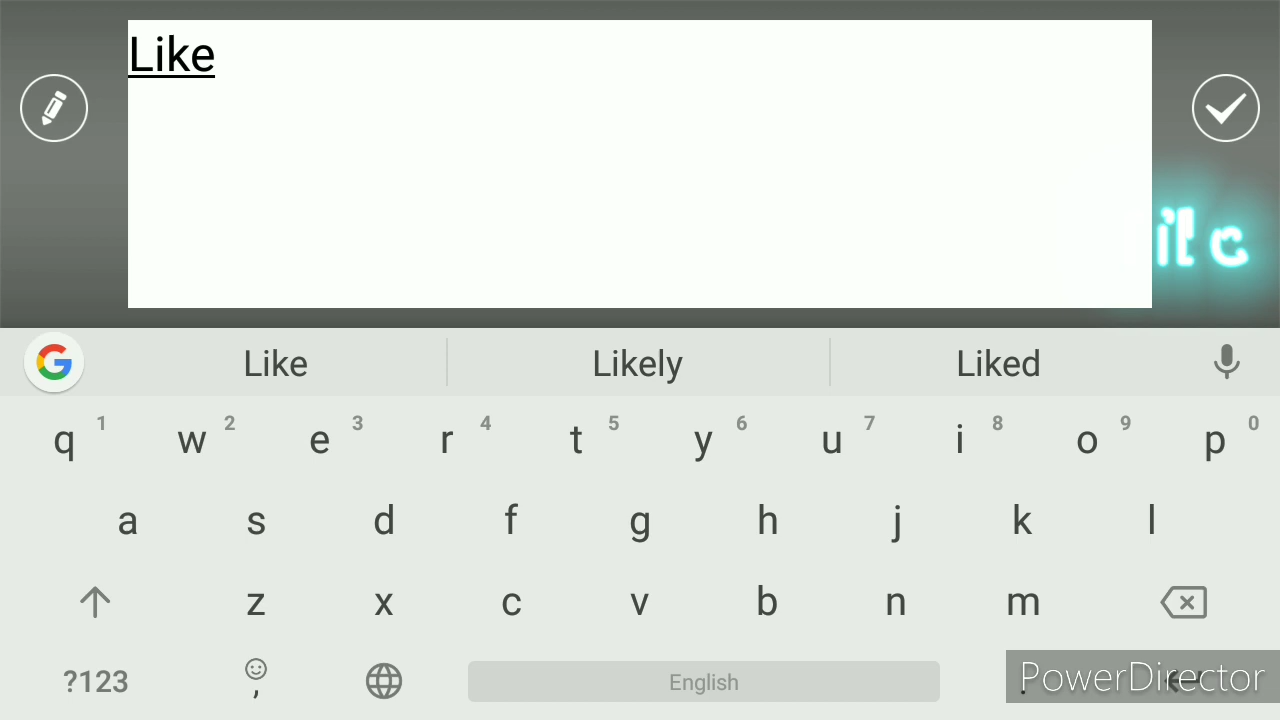 Like
Like Likely Liked
q 1 w 2 e 3 r 4 t 5 y 6 u 7 i 8 o 9 p 0
a s d f g h j k l
z x c v b n m
?123 , English .
PowerDirector